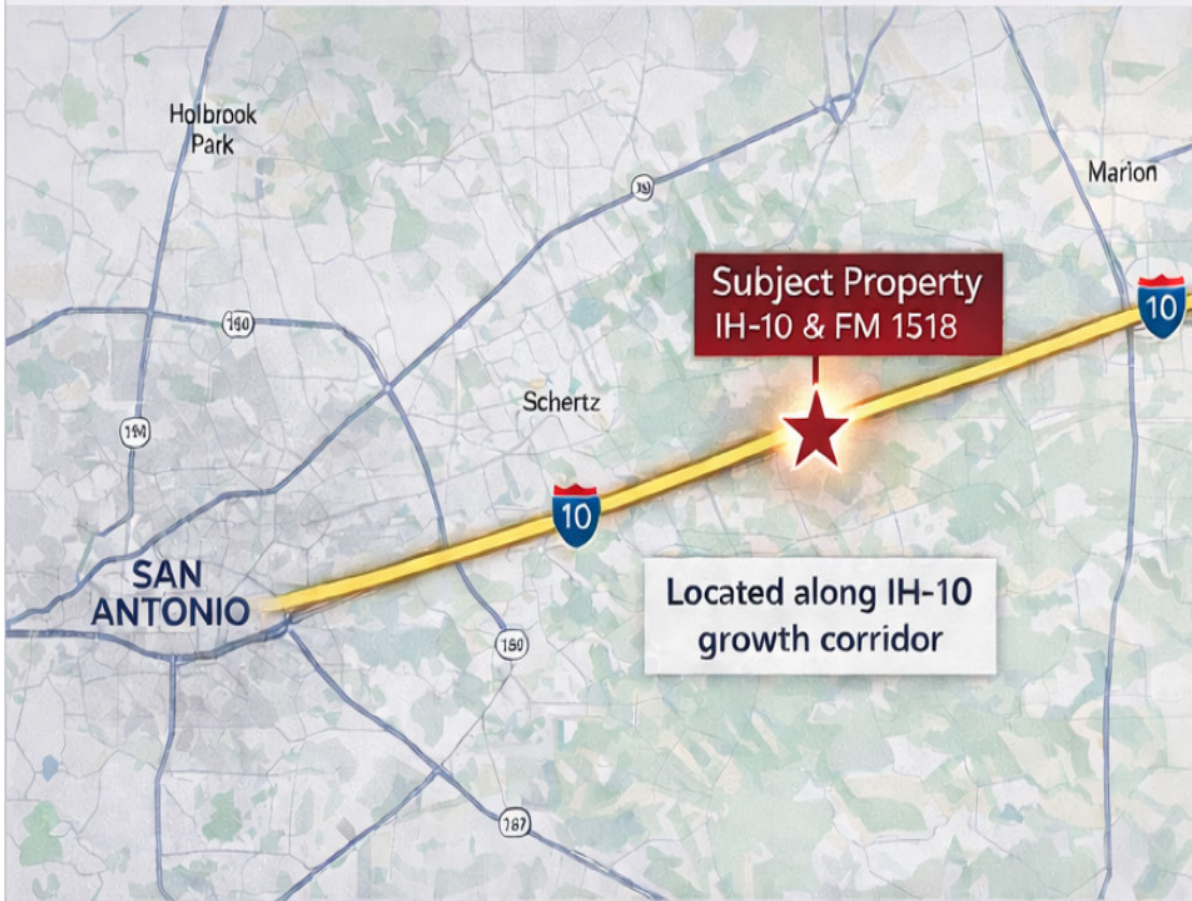 Holbrook
Park
Marion
Subject Property
IH-10 & FM 1518
10
Schertz
10
SAN
ANTONIO
Located along IH-10
growth corridor